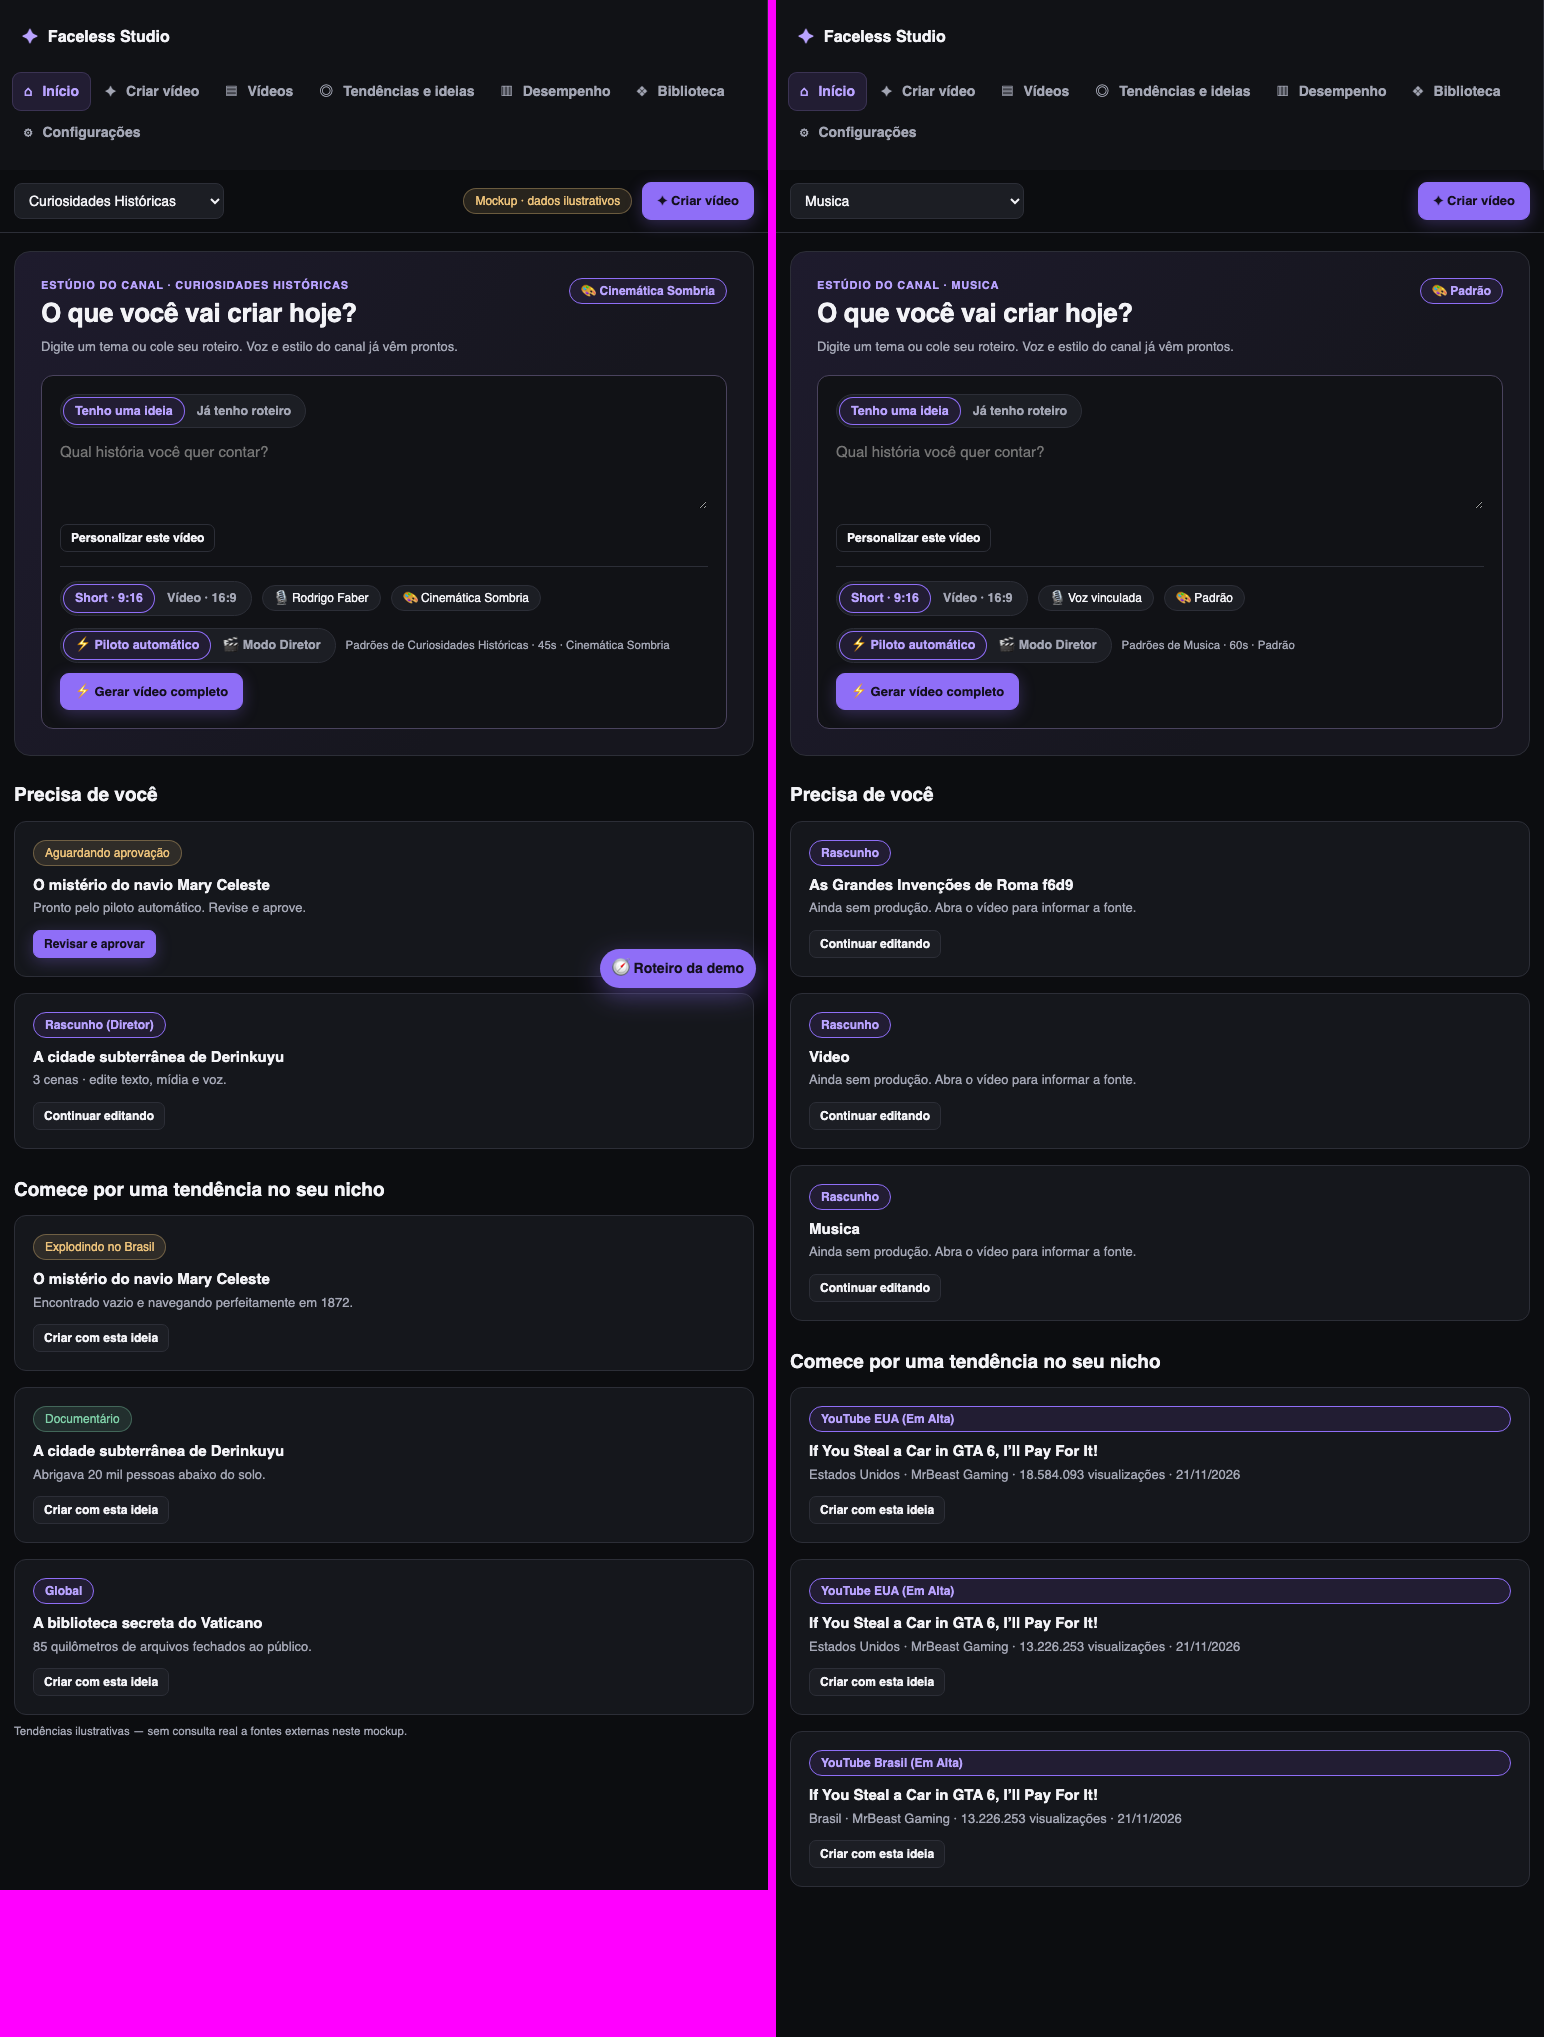 Faceless Studio
Início
Criar vídeo
Vídeos
Tendências e ideias
Desempenho
Biblioteca
Configurações
Curiosidades Históricas
Mockup · dados ilustrativos
✦ Criar vídeo
ESTÚDIO DO CANAL · CURIOSIDADES HISTÓRICAS
🎨 Cinemática Sombria
O que você vai criar hoje?
Digite um tema ou cole seu roteiro. Voz e estilo do canal já vêm prontos.
Tenho uma ideia
Já tenho roteiro
Qual história você quer contar?
Personalizar este vídeo
Short · 9:16
Vídeo · 16:9
🎙️ Rodrigo Faber
🎨 Cinemática Sombria
⚡ Piloto automático
🎬 Modo Diretor
Padrões de Curiosidades Históricas · 45s · Cinemática Sombria
⚡ Gerar vídeo completo
Precisa de você
Aguardando aprovação
O mistério do navio Mary Celeste
Pronto pelo piloto automático. Revise e aprove.
Revisar e aprovar
🧭 Roteiro da demo
Rascunho (Diretor)
A cidade subterrânea de Derinkuyu
3 cenas · edite texto, mídia e voz.
Continuar editando
Comece por uma tendência no seu nicho
Explodindo no Brasil
O mistério do navio Mary Celeste
Encontrado vazio e navegando perfeitamente em 1872.
Criar com esta ideia
Documentário
A cidade subterrânea de Derinkuyu
Abrigava 20 mil pessoas abaixo do solo.
Criar com esta ideia
Global
A biblioteca secreta do Vaticano
85 quilômetros de arquivos fechados ao público.
Criar com esta ideia
Tendências ilustrativas — sem consulta real a fontes externas neste mockup.
Faceless Studio
Início
Criar vídeo
Vídeos
Tendências e ideias
Desempenho
Biblioteca
Configurações
Musica
✦ Criar vídeo
ESTÚDIO DO CANAL · MUSICA
🎨 Padrão
O que você vai criar hoje?
Digite um tema ou cole seu roteiro. Voz e estilo do canal já vêm prontos.
Tenho uma ideia
Já tenho roteiro
Qual história você quer contar?
Personalizar este vídeo
Short · 9:16
Vídeo · 16:9
🎙️ Voz vinculada
🎨 Padrão
⚡ Piloto automático
🎬 Modo Diretor
Padrões de Musica · 60s · Padrão
⚡ Gerar vídeo completo
Precisa de você
Rascunho
As Grandes Invenções de Roma f6d9
Ainda sem produção. Abra o vídeo para informar a fonte.
Continuar editando
Rascunho
Video
Ainda sem produção. Abra o vídeo para informar a fonte.
Continuar editando
Rascunho
Musica
Ainda sem produção. Abra o vídeo para informar a fonte.
Continuar editando
Comece por uma tendência no seu nicho
YouTube EUA (Em Alta)
If You Steal a Car in GTA 6, I’ll Pay For It!
Estados Unidos · MrBeast Gaming · 18.584.093 visualizações · 21/11/2026
Criar com esta ideia
YouTube EUA (Em Alta)
If You Steal a Car in GTA 6, I’ll Pay For It!
Estados Unidos · MrBeast Gaming · 13.226.253 visualizações · 21/11/2026
Criar com esta ideia
YouTube Brasil (Em Alta)
If You Steal a Car in GTA 6, I’ll Pay For It!
Brasil · MrBeast Gaming · 13.226.253 visualizações · 21/11/2026
Criar com esta ideia